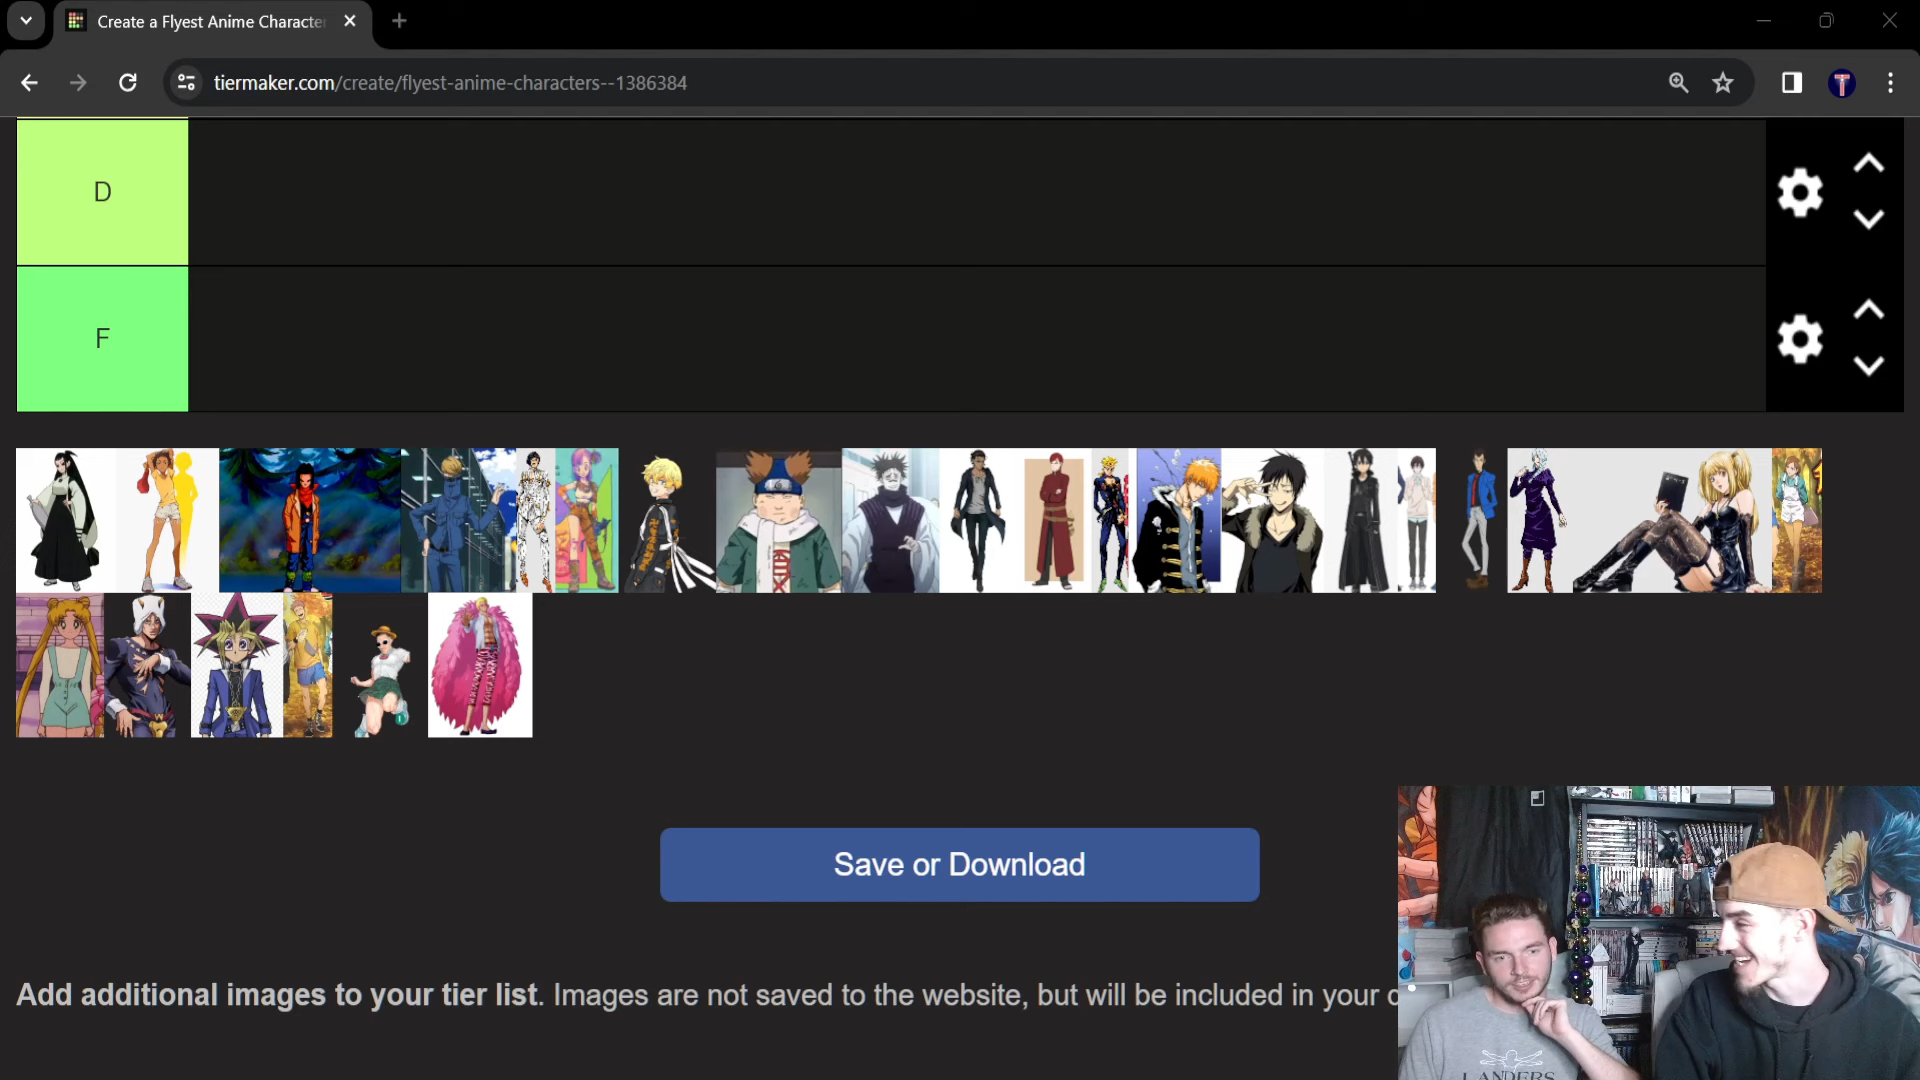 Create a Flyest Anime Characte
tiermaker.com/create/flyest-anime-characters--1386384
T
D
F
Save or Download
Add additional images to your tier list. Images are not saved to the website, but will be included in your
LANDERS